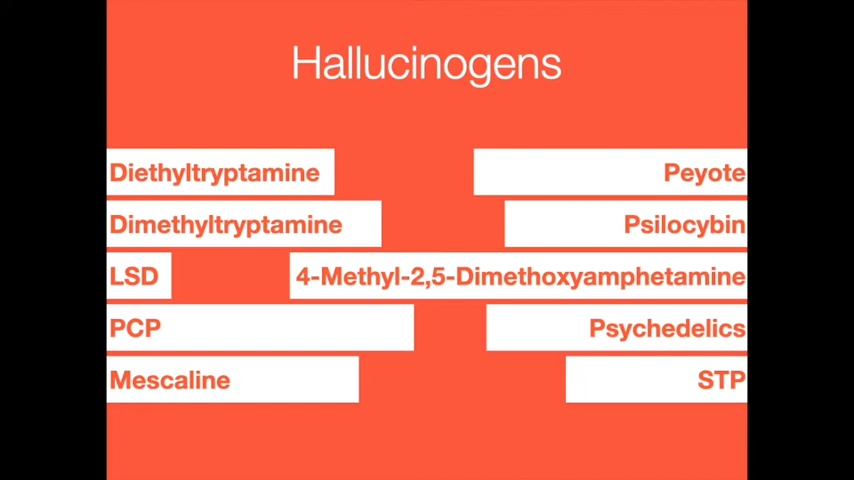 Hallucinogens
Diethyltryptamine
Dimethyltryptamine
LSD
PCP
Mescaline
Peyote
Psilocybin
4-Methyl-2,5-Dimethoxyamphetamine
Psychedelics
STP